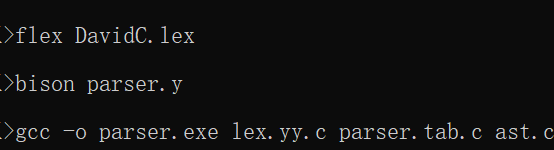 >flex DavidC.lex
>bison parser.y
>gcc -o parser.exe lex.yy.c parser.tab.c ast.c